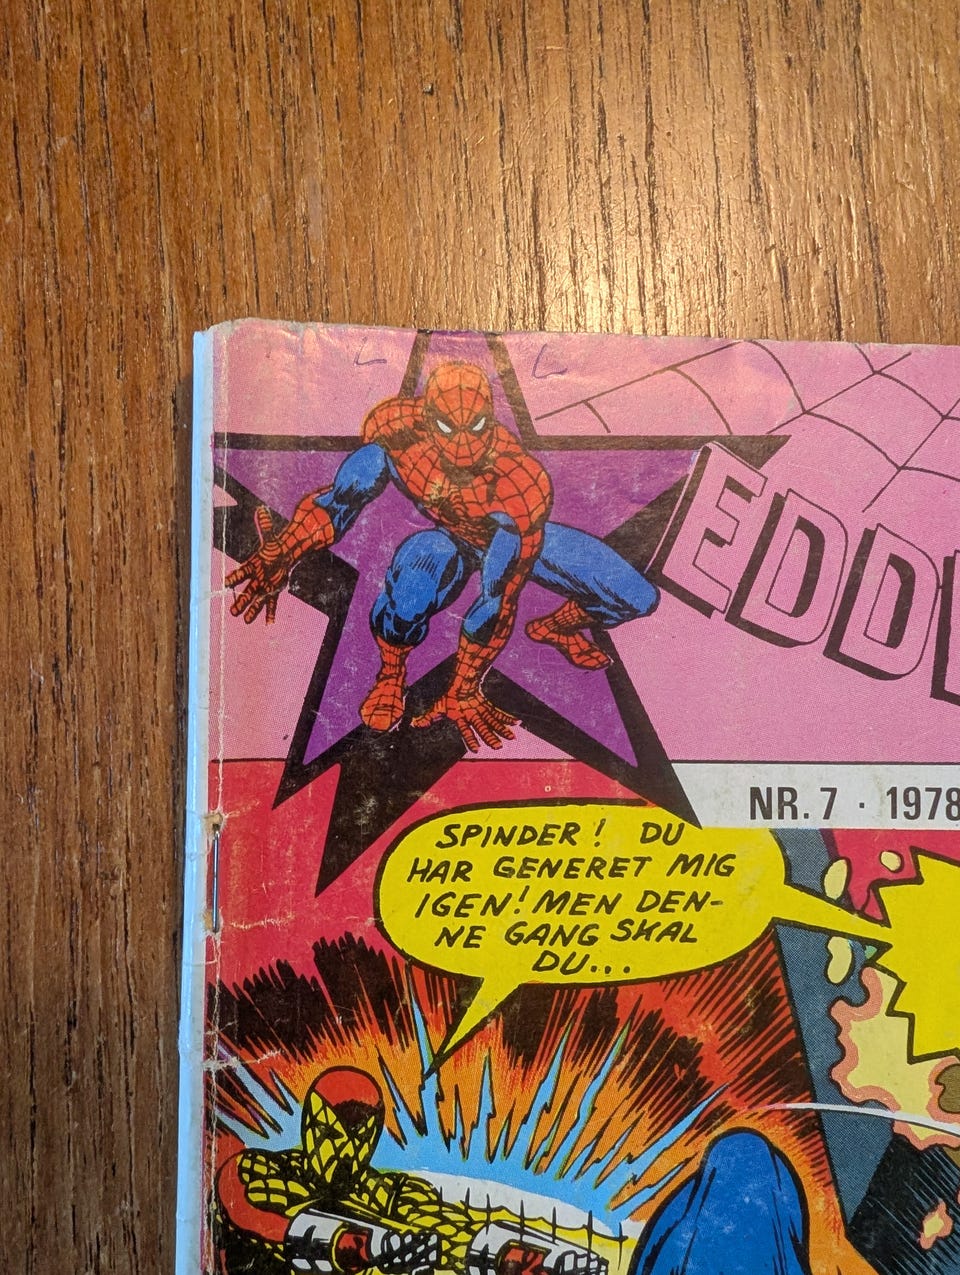 EDD
NR. 7 · 1978
SPINDER! DU
HAR GENERET MIG
IGEN! MEN DEN-
NE GANG SKAL
DU...